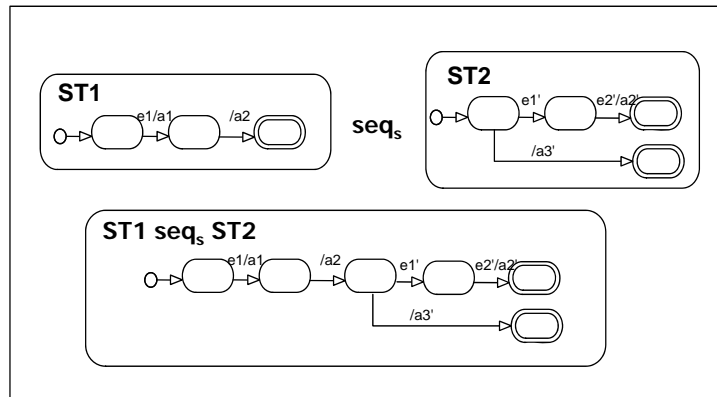 ST1
e1/a1
/a2
seqs
ST2
e1'
e2'/a2'
/a3'
ST1 seqs ST2
e1/a1
/a2
e1'
e2'/a2'
/a3'